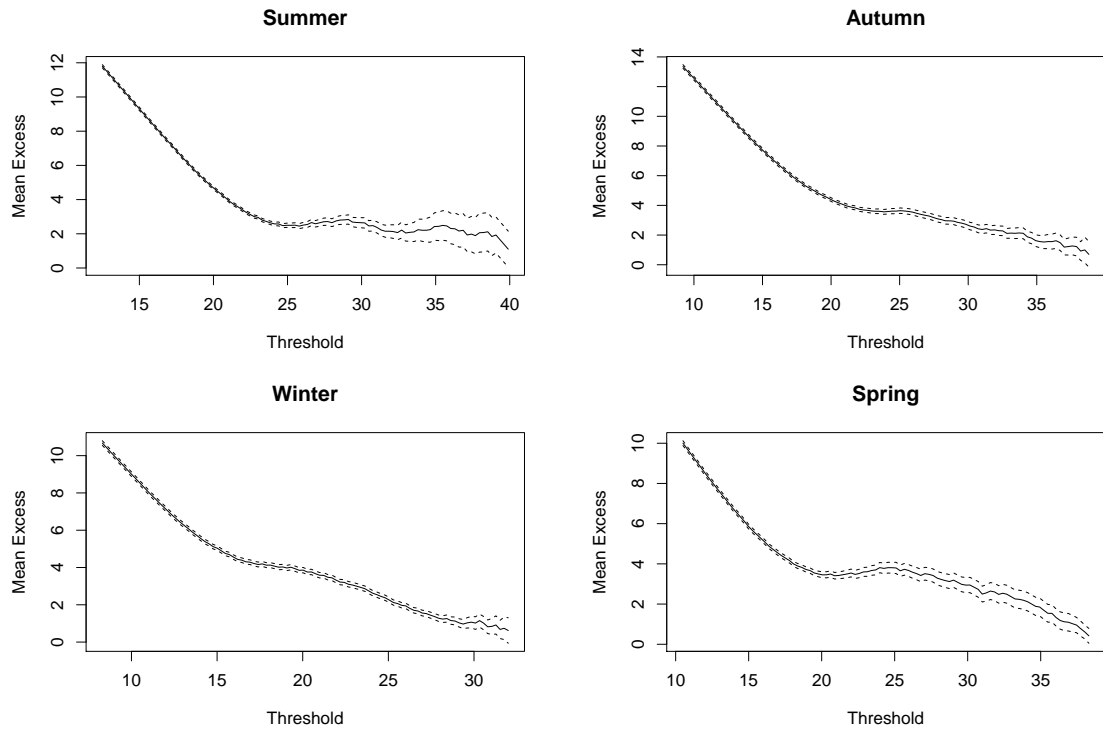 Summer
Mean Excess
0 2 4 6 8 10 12
15 20 25 30 35 40
Threshold
Autumn
Mean Excess
0 2 4 6 8 10 14
10 15 20 25 30 35
Threshold
Winter
Mean Excess
0 2 4 6 8 10
10 15 20 25 30
Threshold
Spring
Mean Excess
0 2 4 6 8 10
10 15 20 25 30 35
Threshold